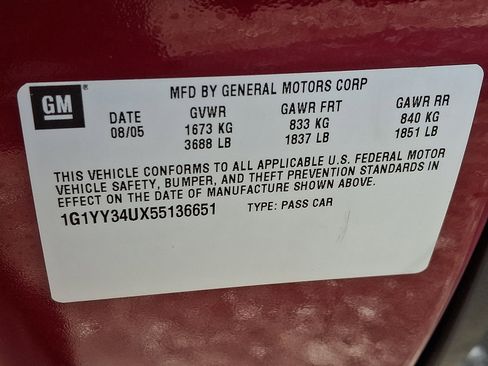 GM ®
MFD BY GENERAL MOTORS CORP
DATE GVWR GAWR FRT GAWR RR
08/05 1673 KG 833 KG 840 KG
3688 LB 1837 LB 1851 LB
THIS VEHICLE CONFORMS TO ALL APPLICABLE U.S. FEDERAL MOTOR
VEHICLE SAFETY, BUMPER, AND THEFT PREVENTION STANDARDS IN
EFFECT ON THE DATE OF MANUFACTURE SHOWN ABOVE.
1G1YY34UX55136651 TYPE: PASS CAR